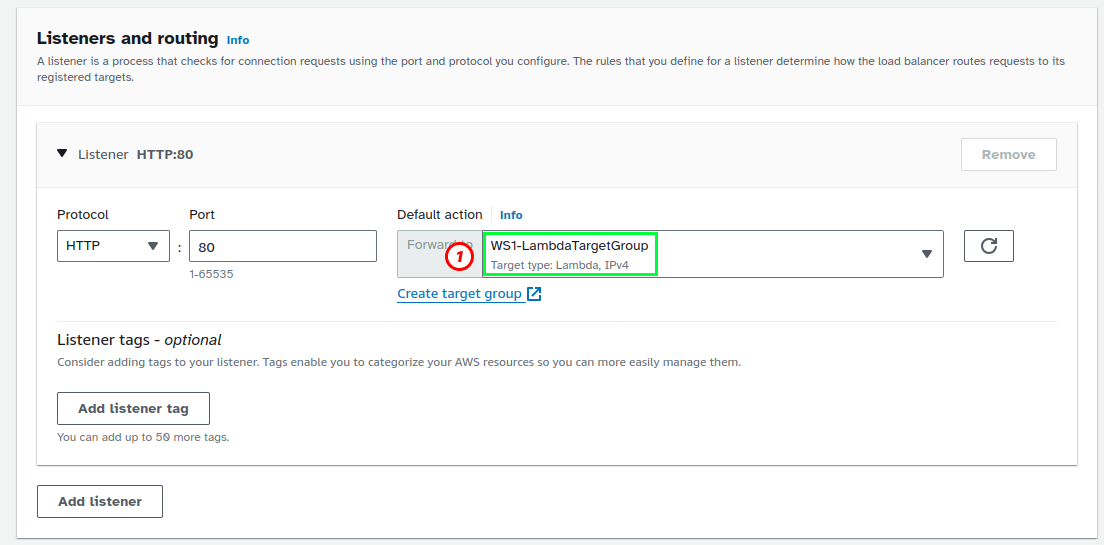 Listeners and routing Info
A listener is a process that checks for connection requests using the port and protocol you configure. The rules that you define for a listener determine how the load balancer routes requests to its
registered targets.
Listener HTTP:80
Remove
Protocol Port Default action Info
HTTP : 80 Forward to 1 WS1-LambdaTargetGroup
Target type: Lambda, IPv4
1-65535
Create target group
Listener tags - optional
Consider adding tags to your listener. Tags enable you to categorize your AWS resources so you can more easily manage them.
Add listener tag
You can add up to 50 more tags.
Add listener